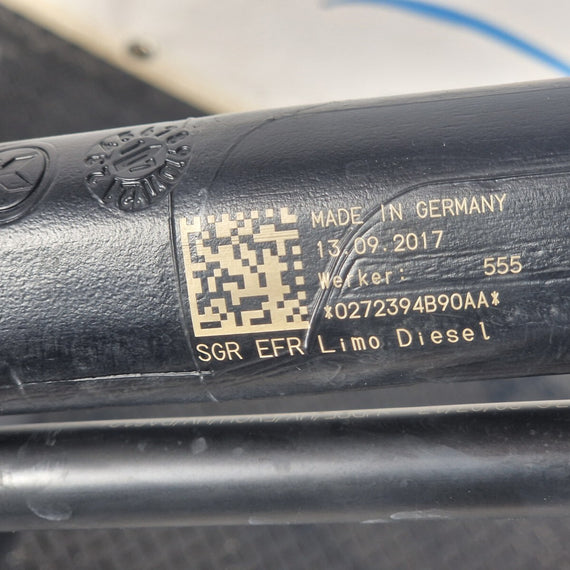 MADE IN GERMANY
13.09.2017
Werker: 555
*0272394B90AA*
SGR EFR Limo Diesel